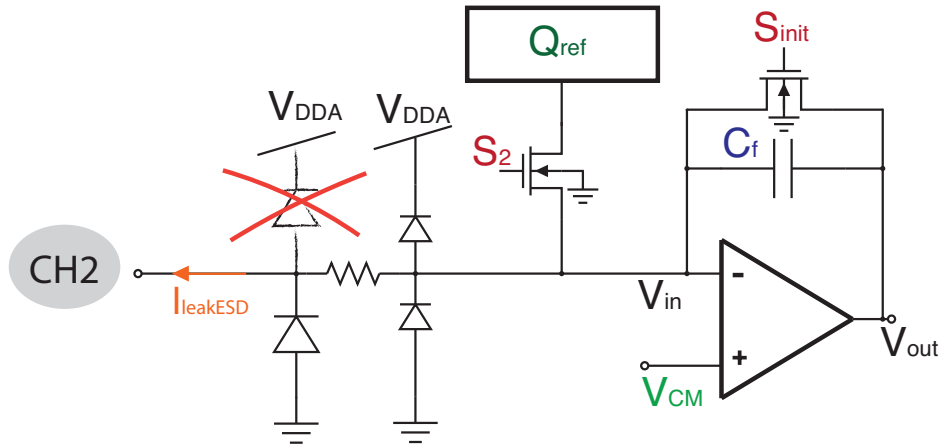 Qref
Sinit
VDDA
VDDA
S2
Cf
CH2
IleakESD
Vin
-
+
VCM
Vout